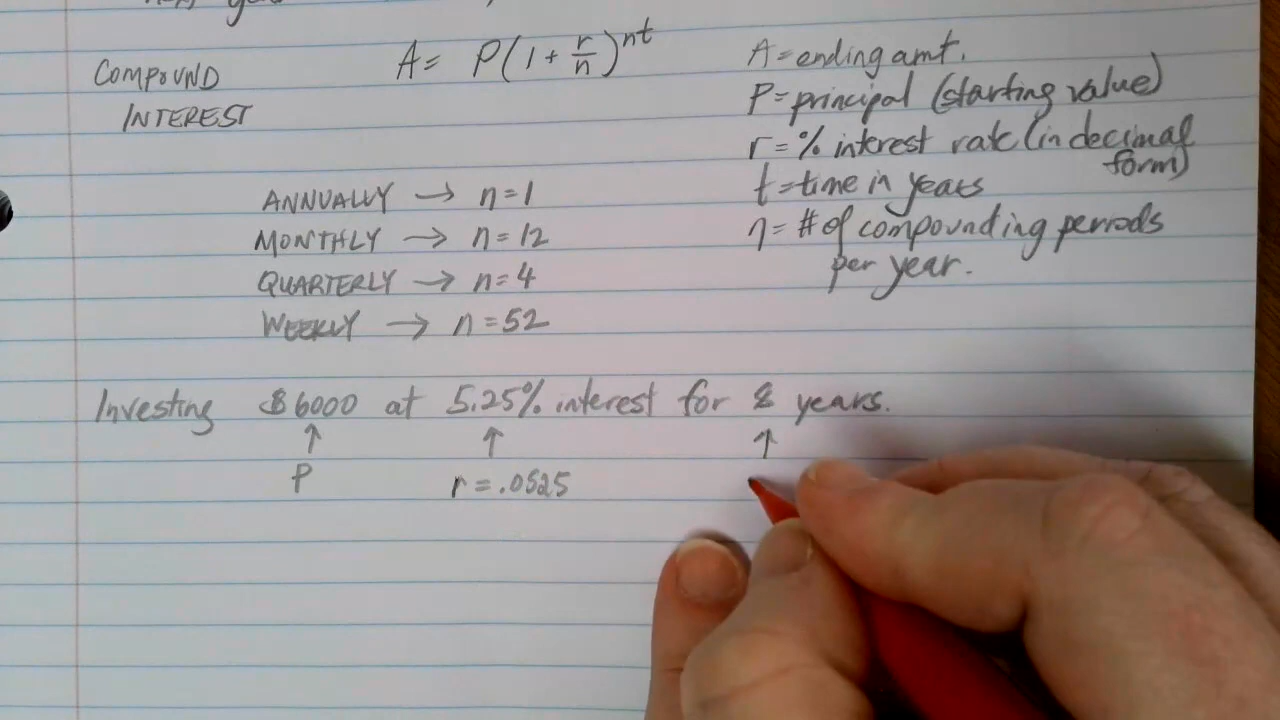 COMPOUND INTEREST
A = P(1 + r/n)^nt
A = ending amt.
P = principal (starting value)
r = % interest rate (in decimal form)
t = time in years
n = # of compounding periods per year.
ANNUALLY → n = 1
MONTHLY → n = 12
QUARTERLY → n = 4
WEEKLY → n = 52
Investing $6000 at 5.25% interest for 8 years.
↑ ↑ ↑
P r = .0525